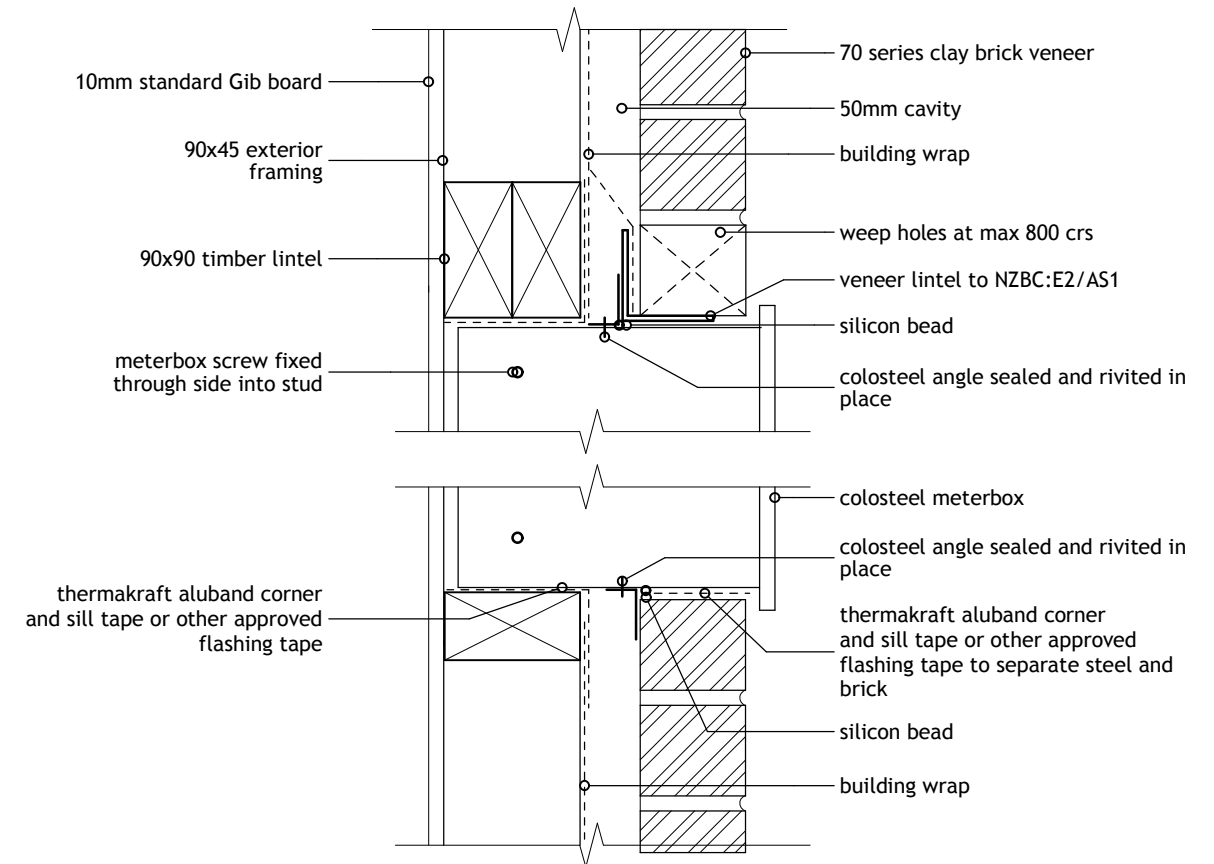 10mm standard Gib board
90x45 exterior
framing
90x90 timber lintel
meterbox screw fixed
through side into stud
thermakraft aluband corner
and sill tape or other approved
flashing tape
70 series clay brick veneer
50mm cavity
building wrap
weep holes at max 800 crs
veneer lintel to NZBC:E2/AS1
silicon bead
colosteel angle sealed and rivited in
place
colosteel meterbox
colosteel angle sealed and rivited in
place
thermakraft aluband corner
and sill tape or other approved
flashing tape to separate steel and
brick
silicon bead
building wrap